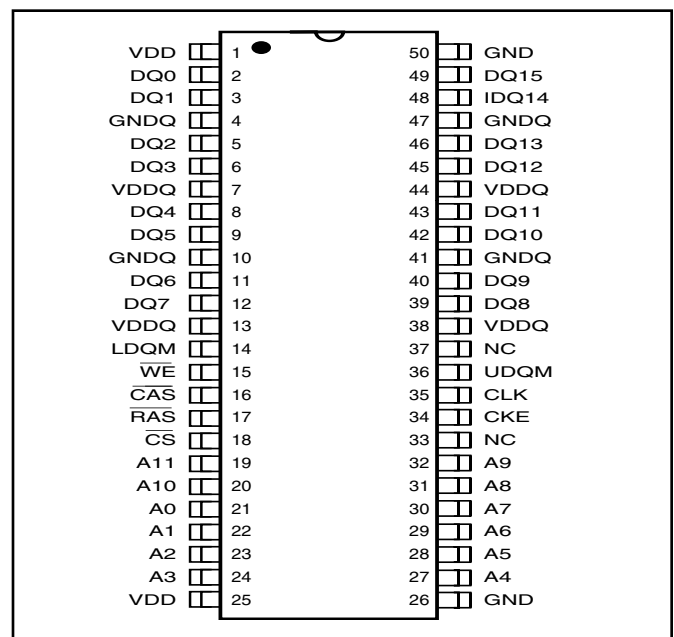 VDD 1 50 GND
DQ0 2 49 DQ15
DQ1 3 48 IDQ14
GNDQ 4 47 GNDQ
DQ2 5 46 DQ13
DQ3 6 45 DQ12
VDDQ 7 44 VDDQ
DQ4 8 43 DQ11
DQ5 9 42 DQ10
GNDQ 10 41 GNDQ
DQ6 11 40 DQ9
DQ7 12 39 DQ8
VDDQ 13 38 VDDQ
LDQM 14 37 NC
W̅E̅ 15 36 UDQM
C̅A̅S̅ 16 35 CLK
R̅A̅S̅ 17 34 CKE
C̅S̅ 18 33 NC
A11 19 32 A9
A10 20 31 A8
A0 21 30 A7
A1 22 29 A6
A2 23 28 A5
A3 24 27 A4
VDD 25 26 GND